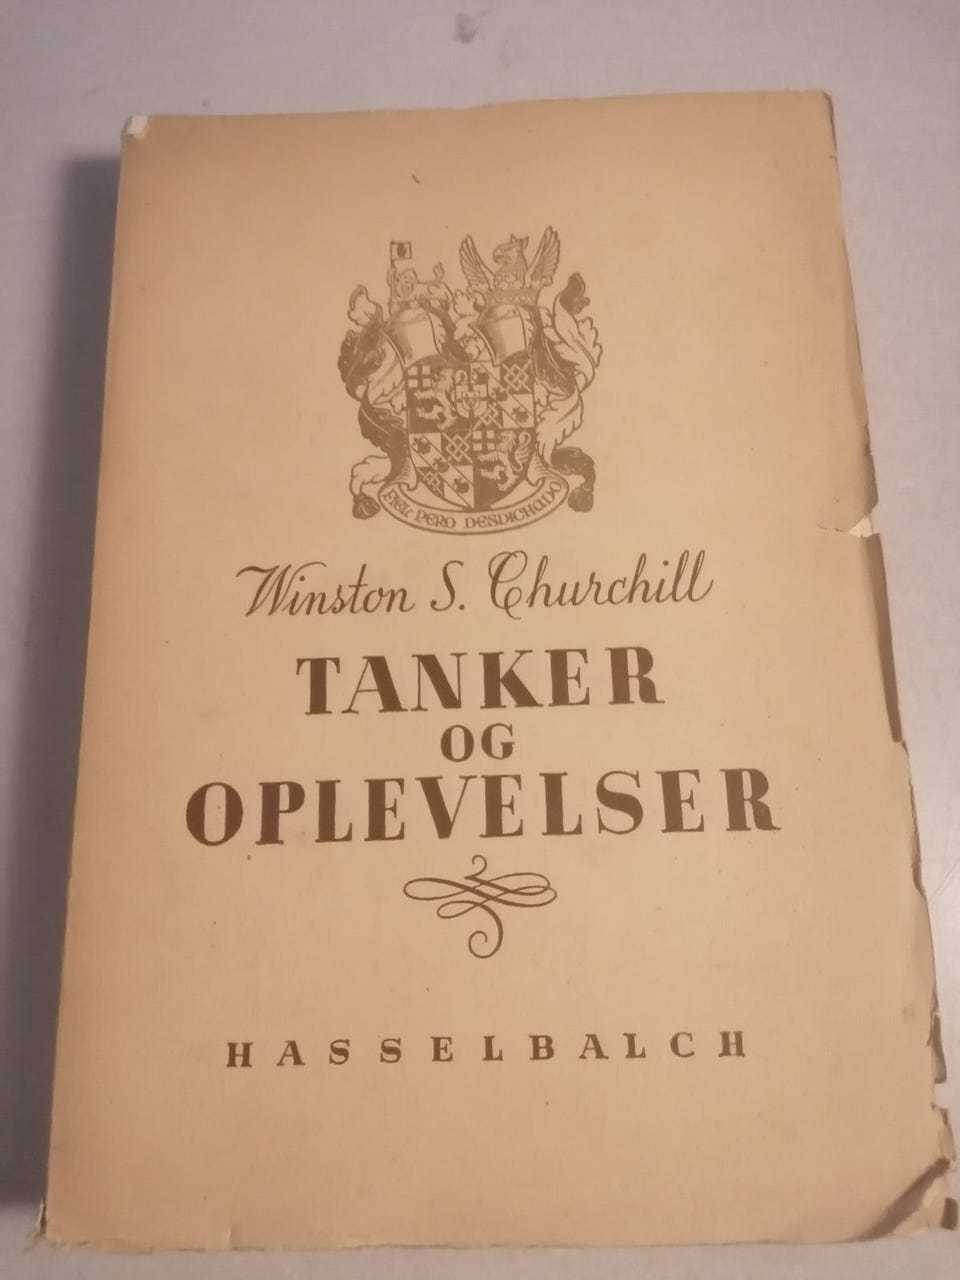 FIEL PERO DESDICHADO
Winston S. Churchill
TANKER
OG
OPLEVELSER
HASSELBALCH